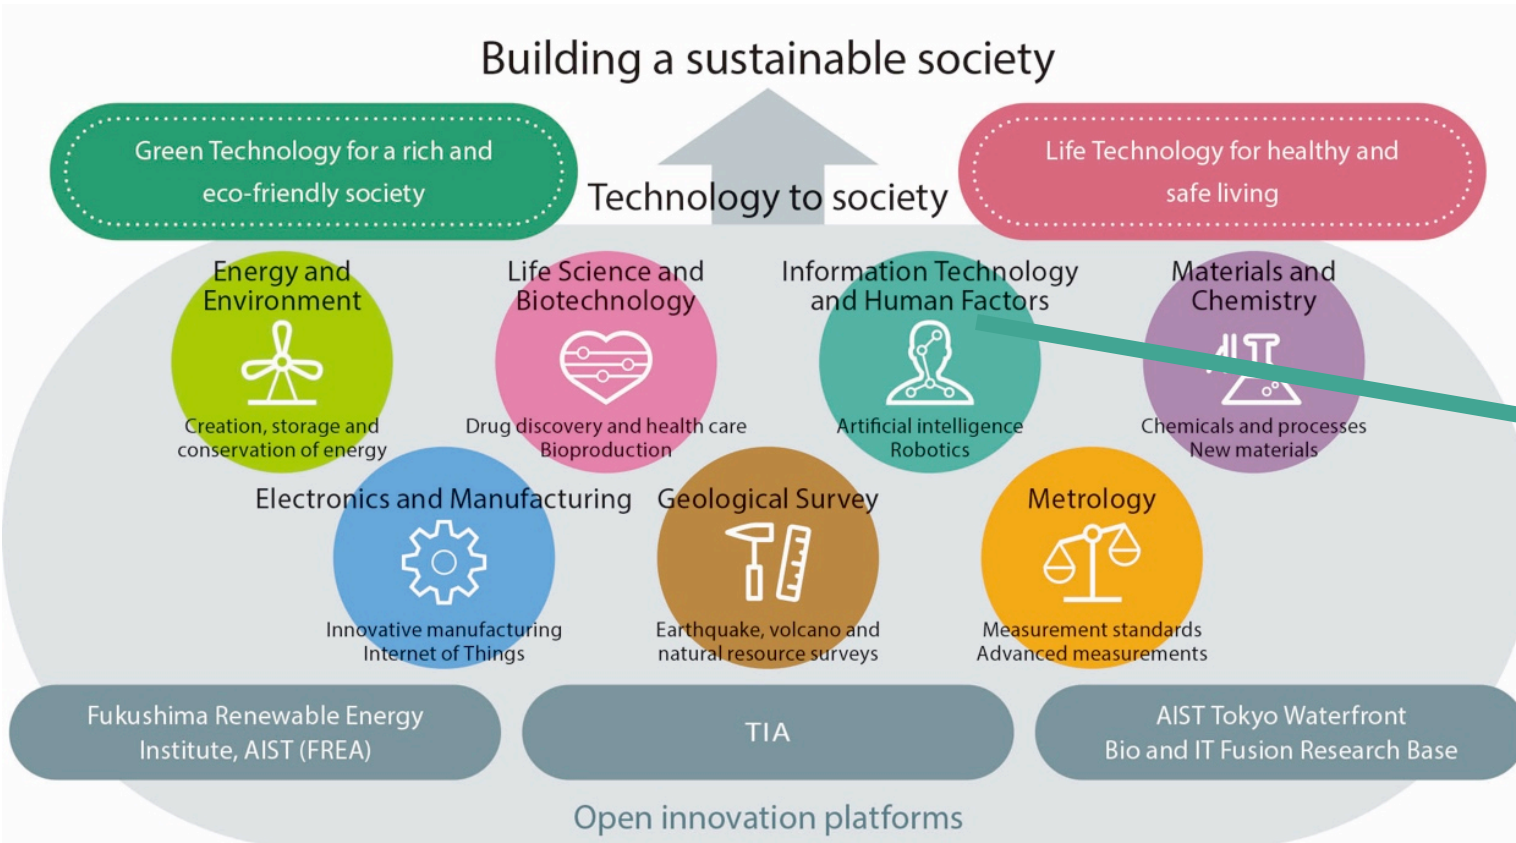 Building a sustainable society
Green Technology for a rich and
eco-friendly society
Technology to society
Life Technology for healthy and
safe living
Energy and
Environment
Creation, storage and
conservation of energy
Life Science and
Biotechnology
Drug discovery and health care
Bioproduction
Information Technology
and Human Factors
Artificial intelligence
Robotics
Materials and
Chemistry
Chemicals and processes
New materials
Electronics and Manufacturing
Innovative manufacturing
Internet of Things
Geological Survey
Earthquake, volcano and
natural resource surveys
Metrology
Measurement standards
Advanced measurements
Fukushima Renewable Energy
Institute, AIST (FREA)
TIA
AIST Tokyo Waterfront
Bio and IT Fusion Research Base
Open innovation platforms